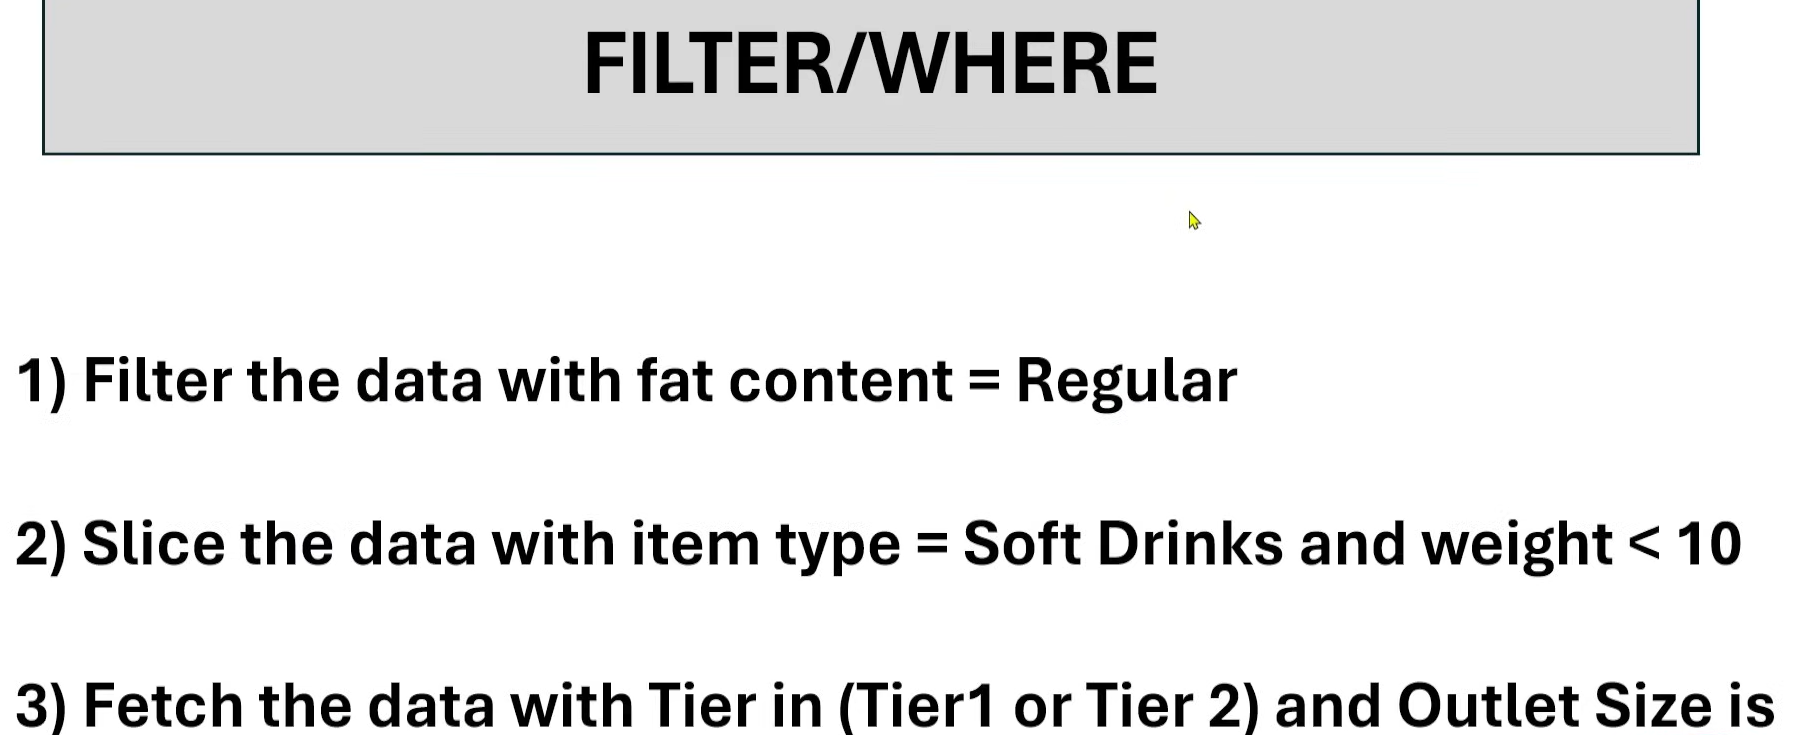 FILTER/WHERE
1) Filter the data with fat content = Regular
2) Slice the data with item type = Soft Drinks and weight < 10
3) Fetch the data with Tier in (Tier1 or Tier 2) and Outlet Size is